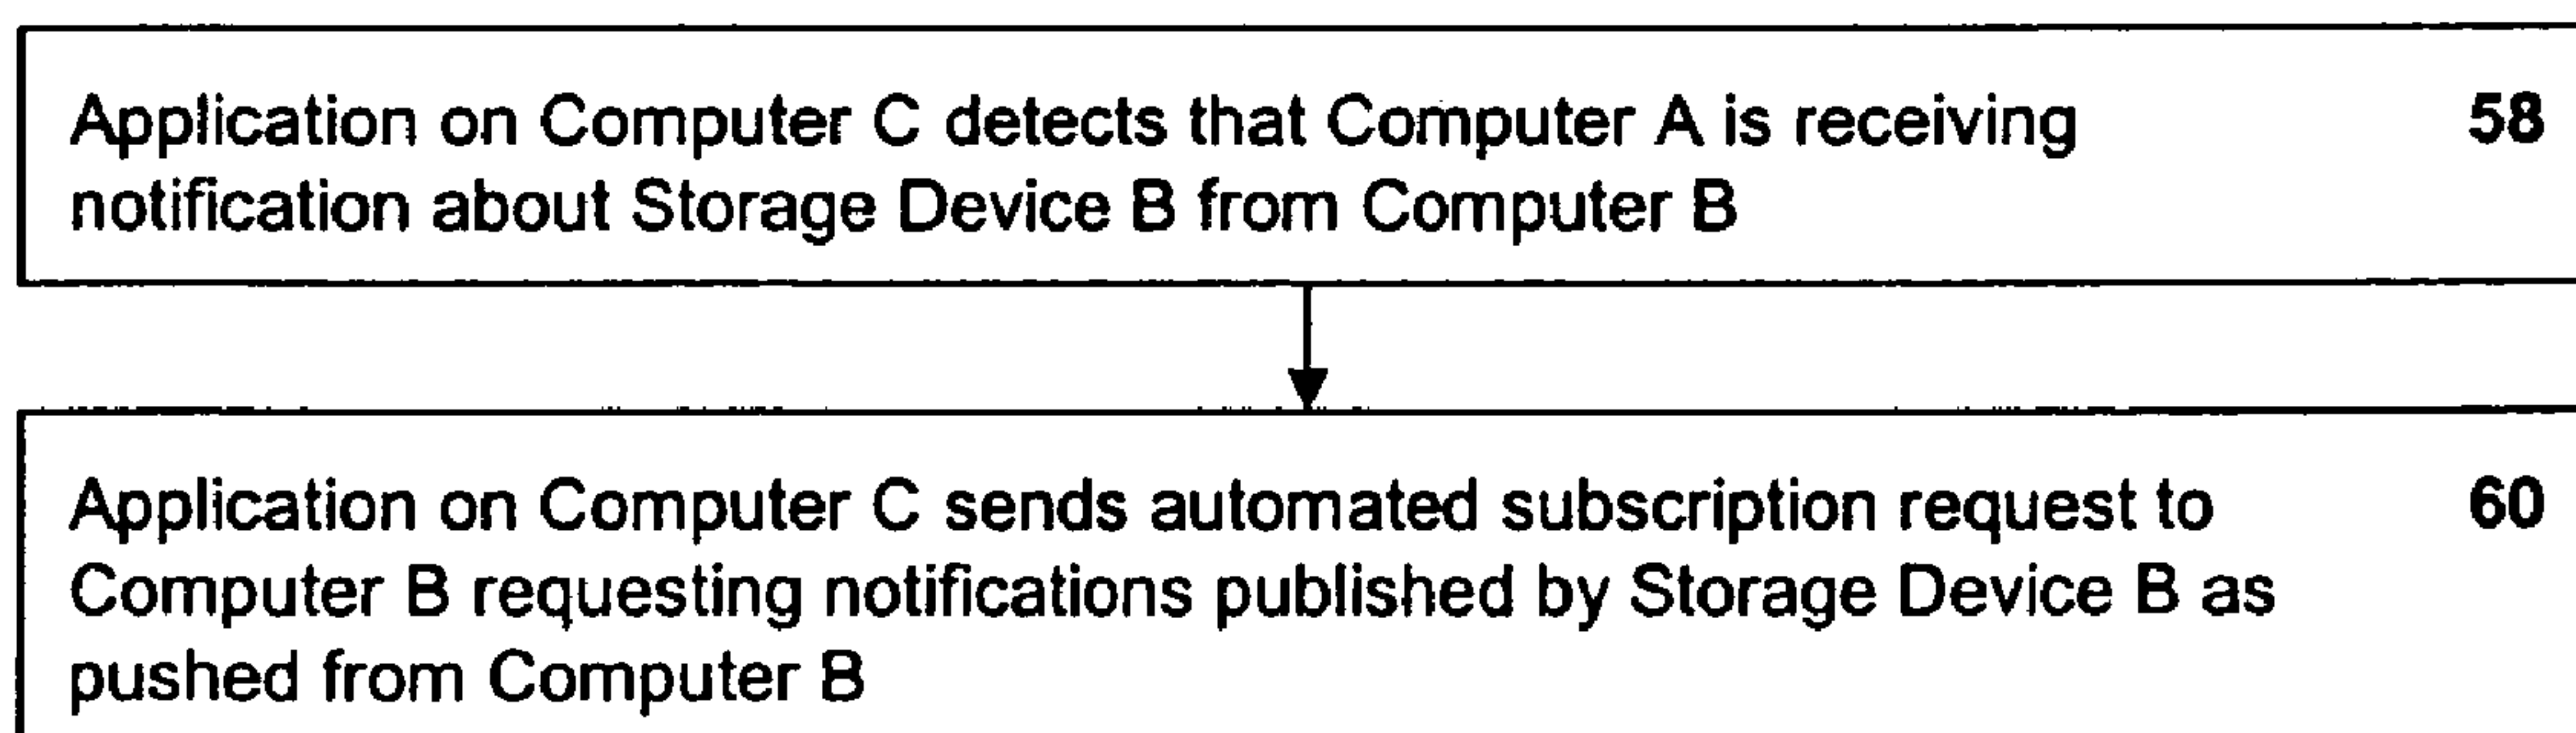 Application on Computer C detects that Computer A is receiving 58
notification about Storage Device B from Computer B
Application on Computer C sends automated subscription request to 60
Computer B requesting notifications published by Storage Device B as
pushed from Computer B